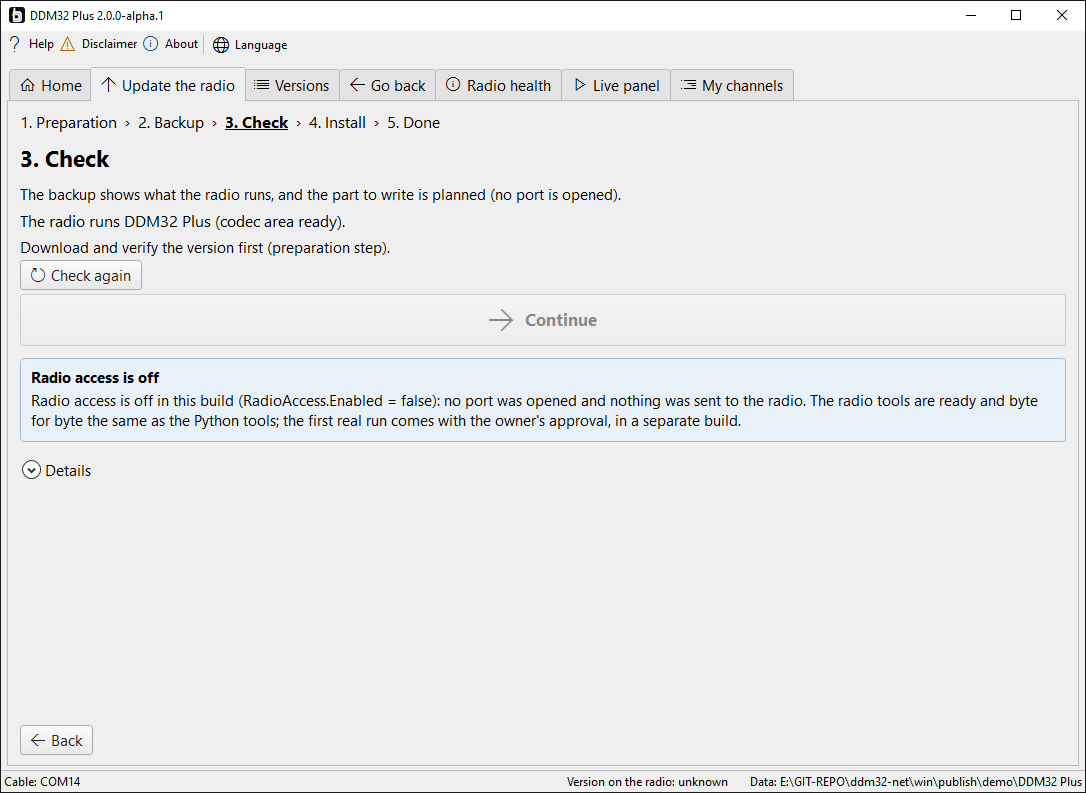 DDM32 Plus 2.0.0-alpha.1
Help Disclaimer About Language
Home Update the radio Versions Go back Radio health Live panel My channels
1. Preparation › 2. Backup › 3. Check › 4. Install › 5. Done
3. Check
The backup shows what the radio runs, and the part to write is planned (no port is opened).
The radio runs DDM32 Plus (codec area ready).
Download and verify the version first (preparation step).
Check again
Continue
Radio access is off
Radio access is off in this build (RadioAccess.Enabled = false): no port was opened and nothing was sent to the radio. The radio tools are ready and byte
for byte the same as the Python tools; the first real run comes with the owner's approval, in a separate build.
Details
Back
Cable: COM14 Version on the radio: unknown Data: E:\GIT-REPO\ddm32-net\win\publish\demo\DDM32 Plus